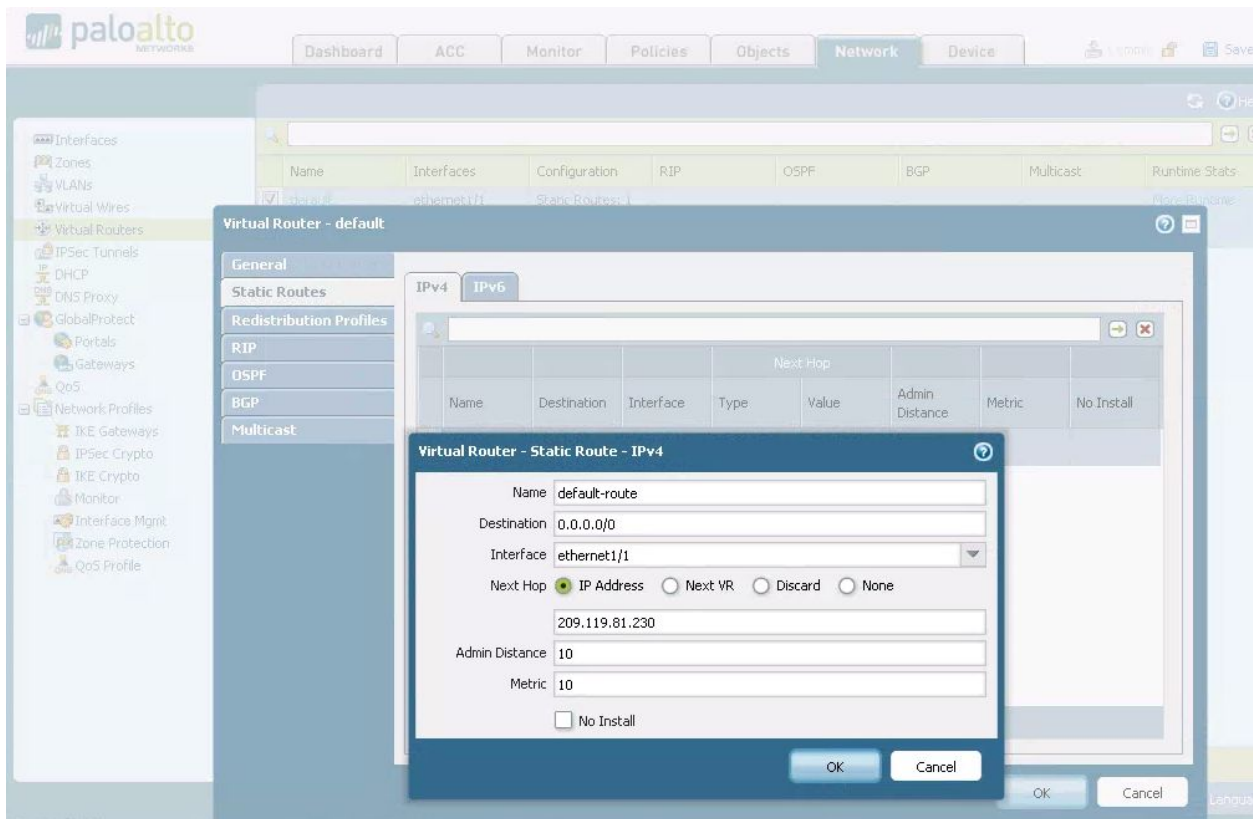 paloalto
NETWORKS
Dashboard ACC Monitor Policies Objects Network Device Commit Save
Help
Interfaces
Zones
VLANs
Virtual Wires
Virtual Routers
IPSec Tunnels
DHCP
DNS Proxy
GlobalProtect
Portals
Gateways
QoS
Network Profiles
IKE Gateways
IPSec Crypto
IKE Crypto
Monitor
Interface Mgmt
Zone Protection
QoS Profile
Name Interfaces Configuration RIP OSPF BGP Multicast Runtime Stats
default ethernet1/1 Static Routes: 1 More Runtime
Virtual Router - default
General
Static Routes
Redistribution Profiles
RIP
OSPF
BGP
Multicast
IPv4 IPv6
Next Hop
Name Destination Interface Type Value Admin Distance Metric No Install
Virtual Router - Static Route - IPv4
Name default-route
Destination 0.0.0.0/0
Interface ethernet1/1
Next Hop IP Address Next VR Discard None
209.119.81.230
Admin Distance 10
Metric 10
No Install
OK Cancel
OK Cancel